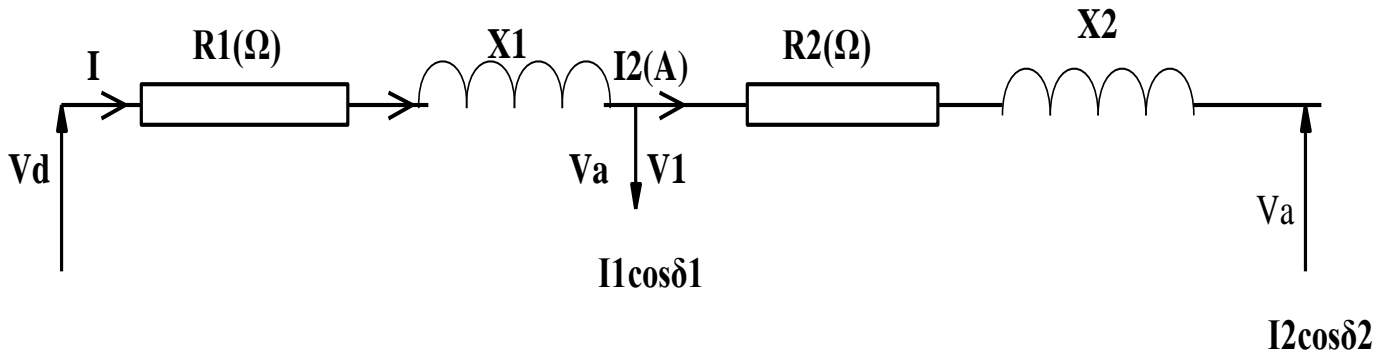 I
R1(Ω)
X1
I2(A)
R2(Ω)
X2
Vd
Va
V1
Va
I1cosδ1
I2cosδ2